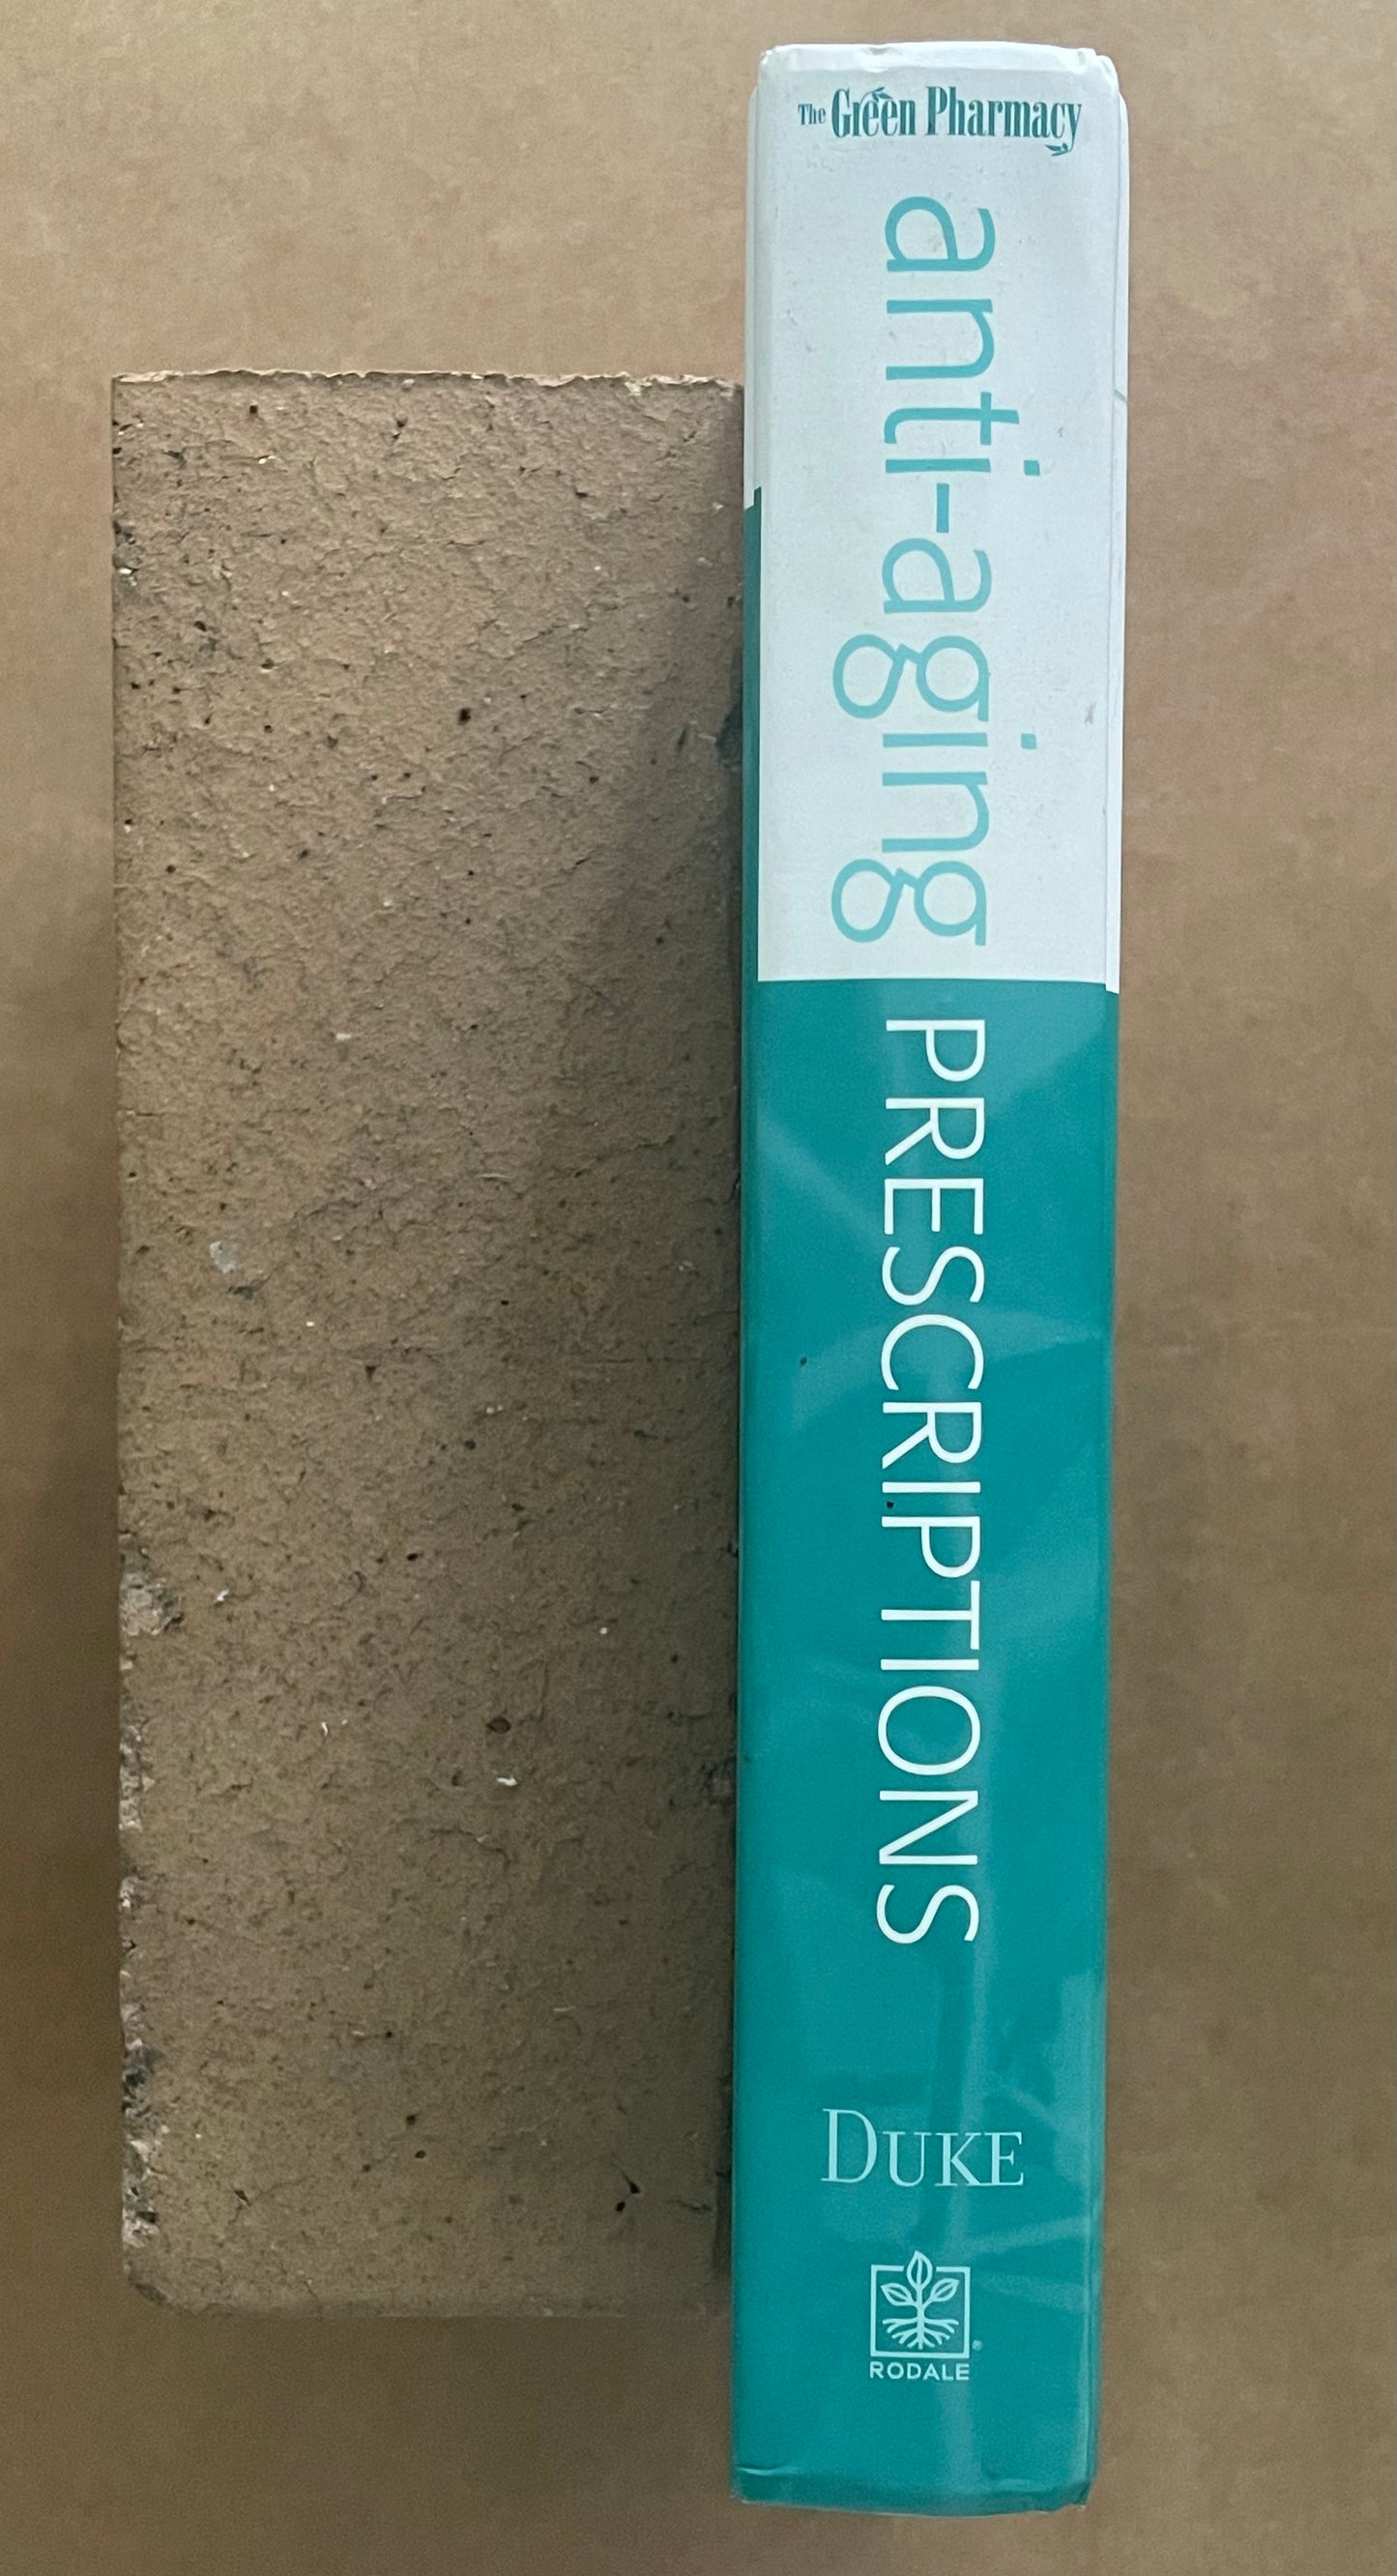 The Green Pharmacy
anti-aging PRESCRIPTIONS
DUKE
RODALE